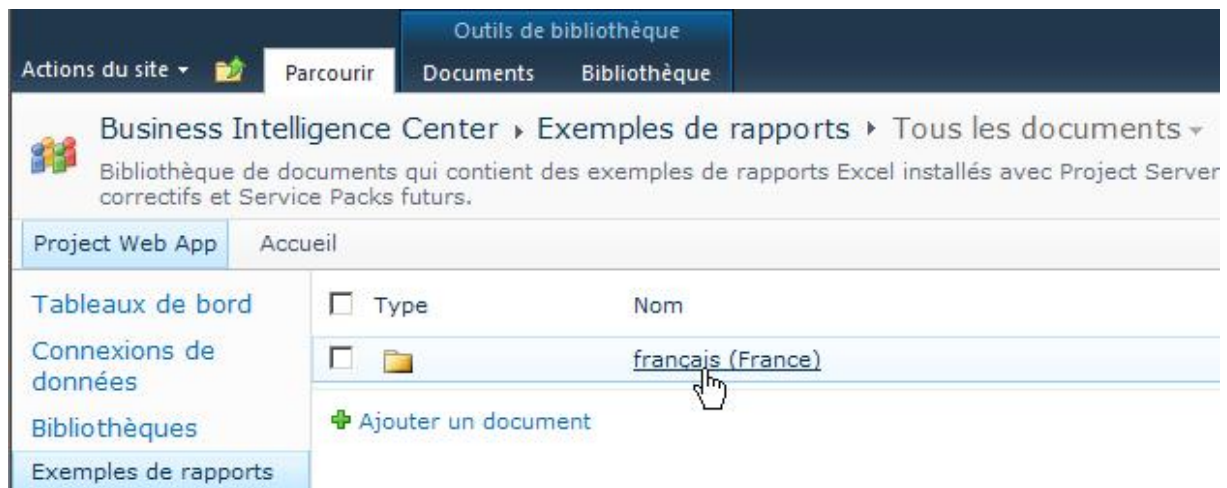 Outils de bibliothèque
Actions du site Parcourir Documents Bibliothèque
Business Intelligence Center Exemples de rapports Tous les documents
Bibliothèque de documents qui contient des exemples de rapports Excel installés avec Project Server
correctifs et Service Packs futurs.
Project Web App Accueil
Tableaux de bord
Connexions de
données
Bibliothèques
Exemples de rapports
Type Nom
français (France)
Ajouter un document